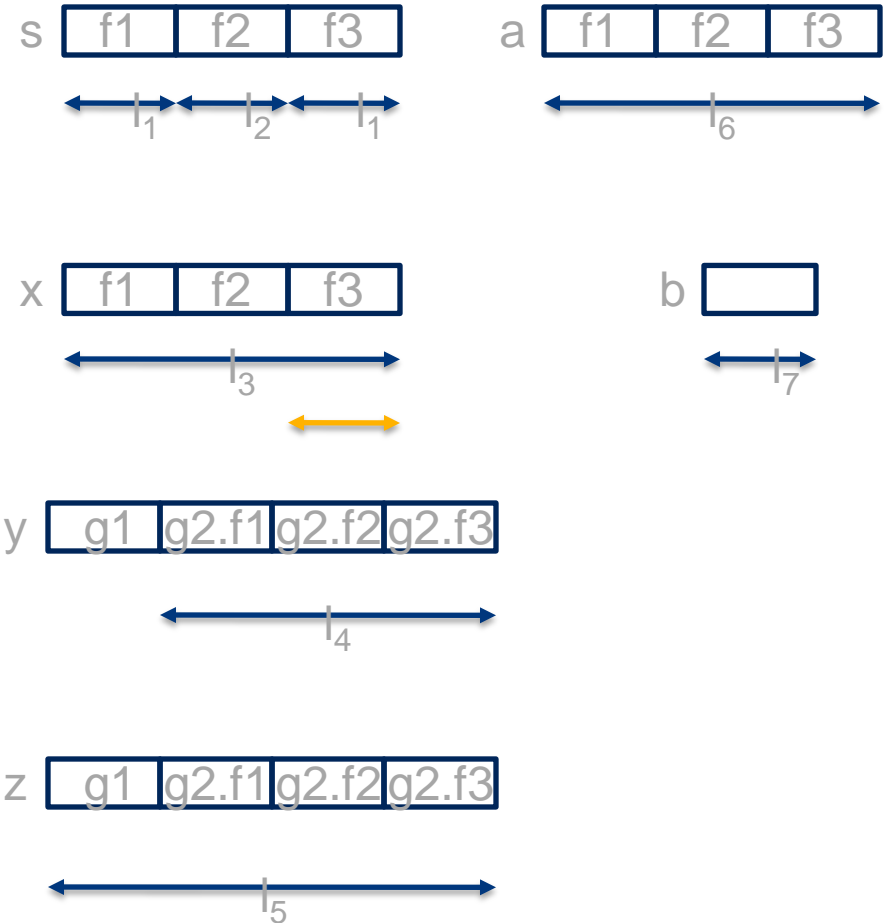 s f1 f2 f3
a f1 f2 f3
l1 l2 l1
l6
x f1 f2 f3
b
l3
l7
y g1 g2.f1 g2.f2 g2.f3
l4
z g1 g2.f1 g2.f2 g2.f3
l5